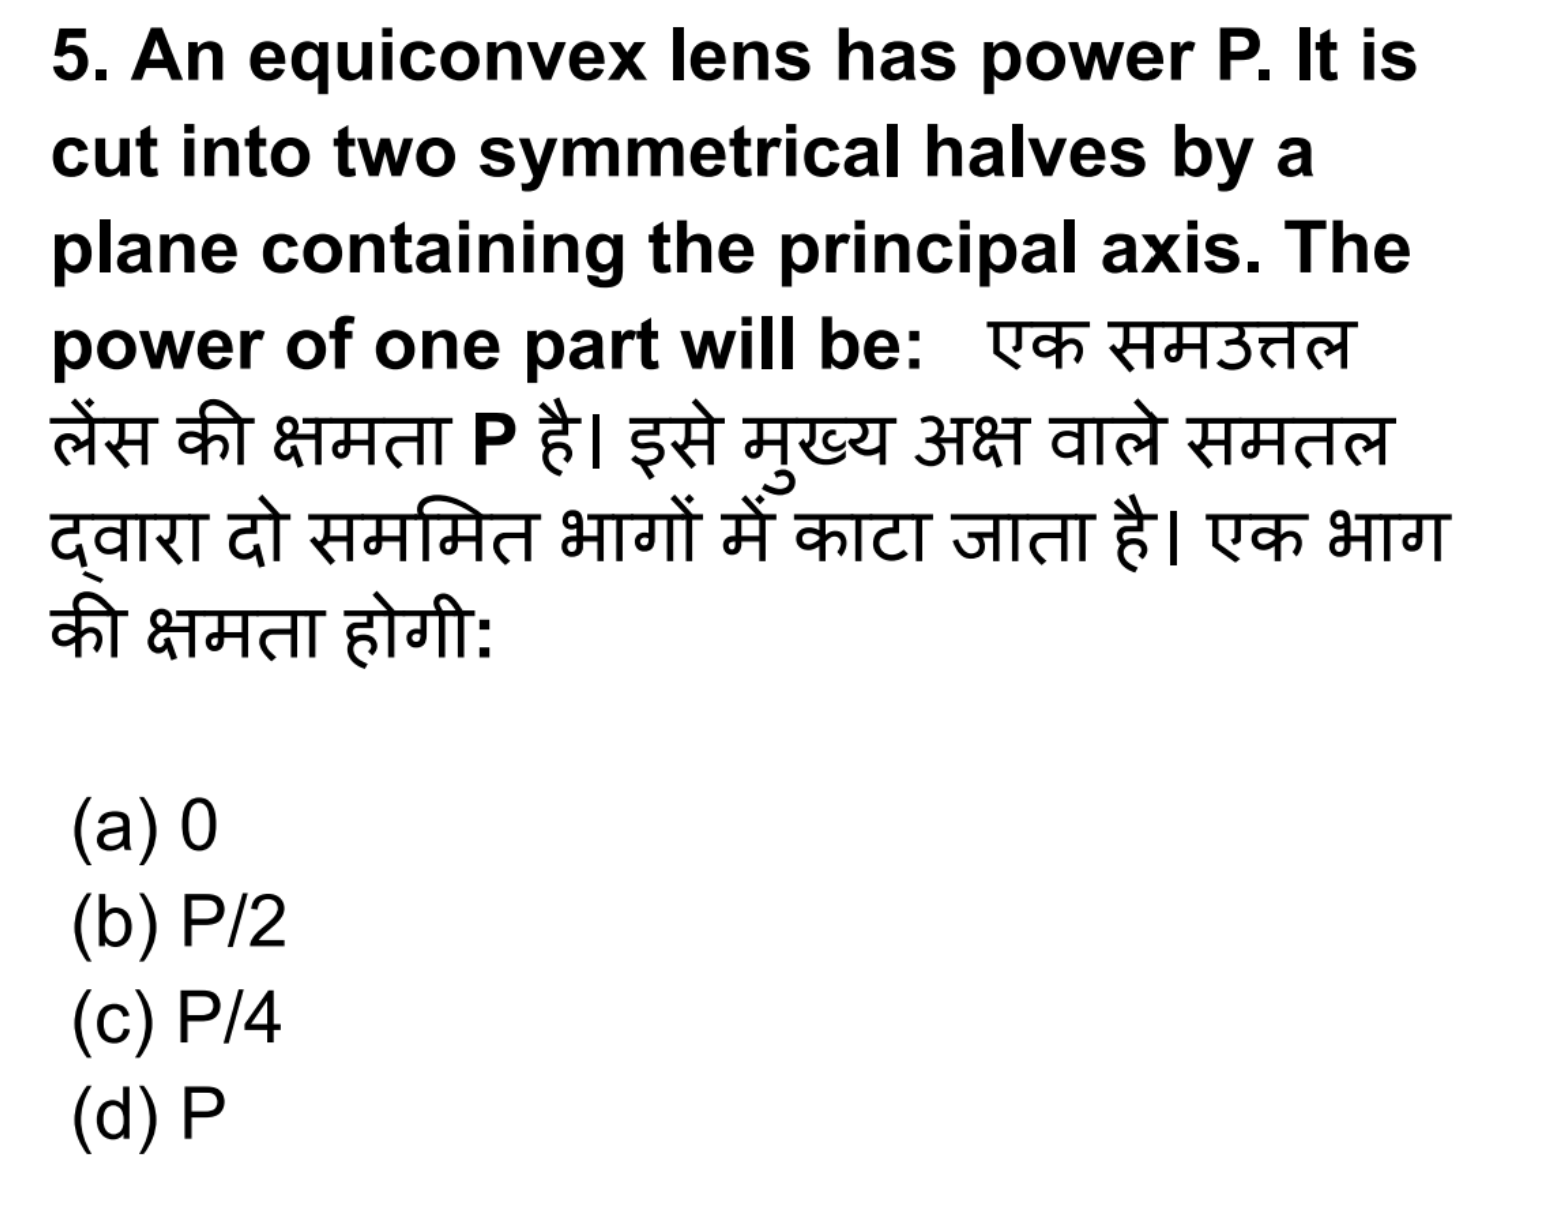 5. An equiconvex lens has power P. It is
cut into two symmetrical halves by a
plane containing the principal axis. The
power of one part will be: एक समउत्तल
लेंस की क्षमता P है। इसे मुख्य अक्ष वाले समतल
द्वारा दो सममित भागों में काटा जाता है। एक भाग
की क्षमता होगी:
(a) 0
(b) P/2
(c) P/4
(d) P